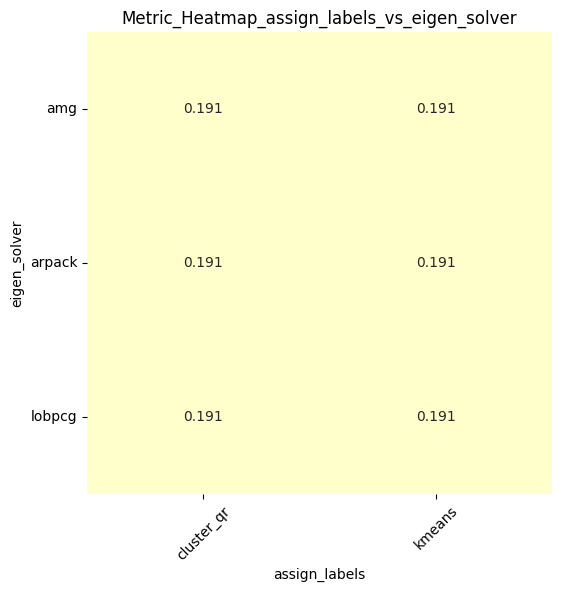 Metric_Heatmap_assign_labels_vs_eigen_solver
amg
0.191
0.191
arpack
0.191
0.191
lobpcg
0.191
0.191
eigen_solver
cluster_qr
kmeans
assign_labels